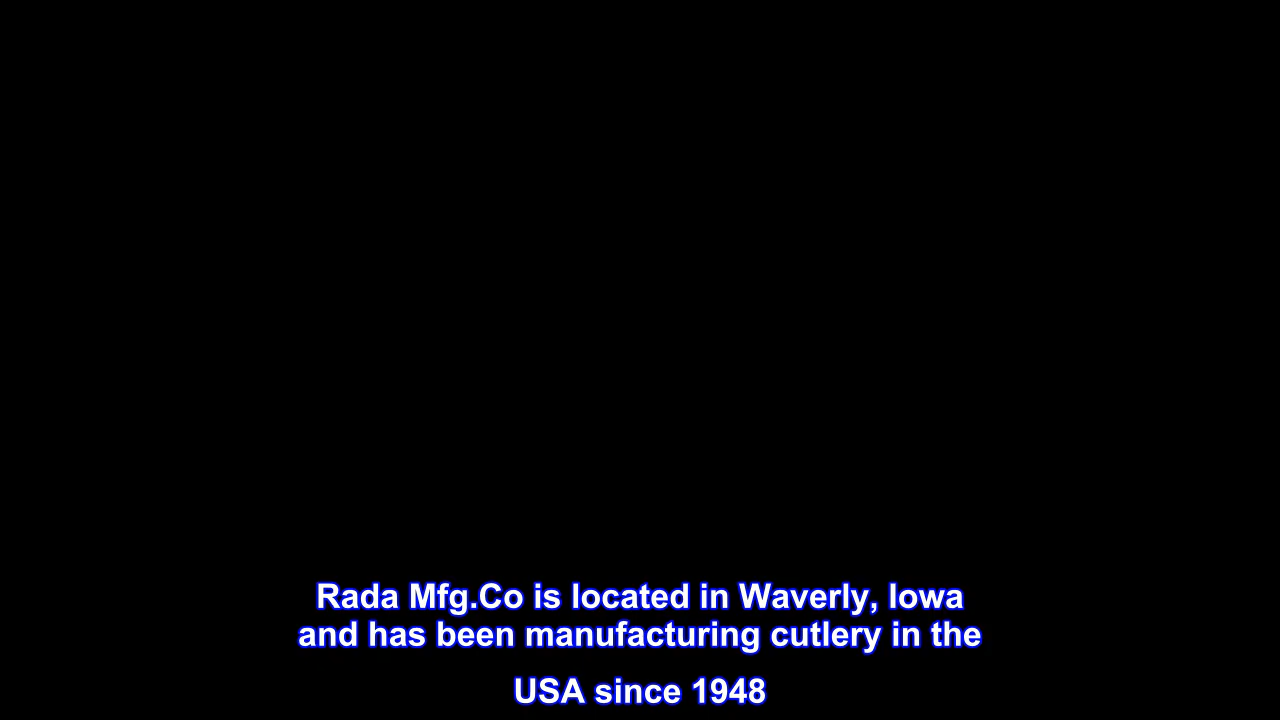 Rada Mfg.Co is located in Waverly, Iowa
and has been manufacturing cutlery in the
USA since 1948